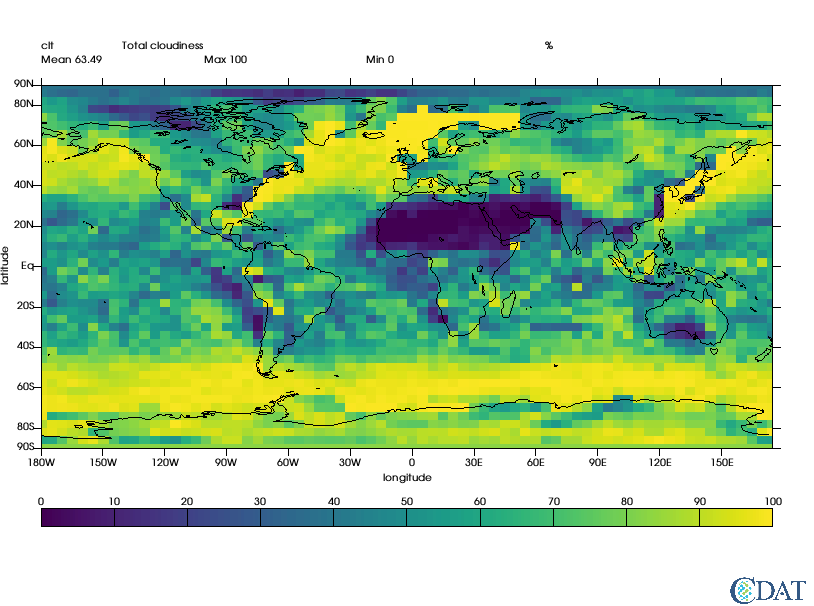 clt Total cloudiness %
Mean 63.49 Max 100 Min 0
90N
80N
60N
40N
20N
Eq
20S
40S
60S
80S
90S
latitude
180W 150W 120W 90W 60W 30W 0 30E 60E 90E 120E 150E
longitude
0 10 20 30 40 50 60 70 80 90 100
CDAT